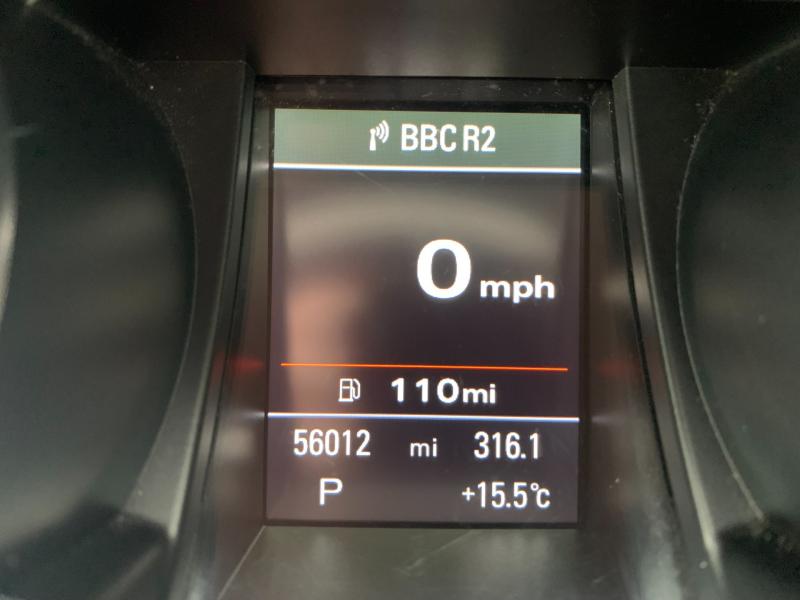 BBC R2
0 mph
110mi
56012 mi 316.1
P +15.5°c